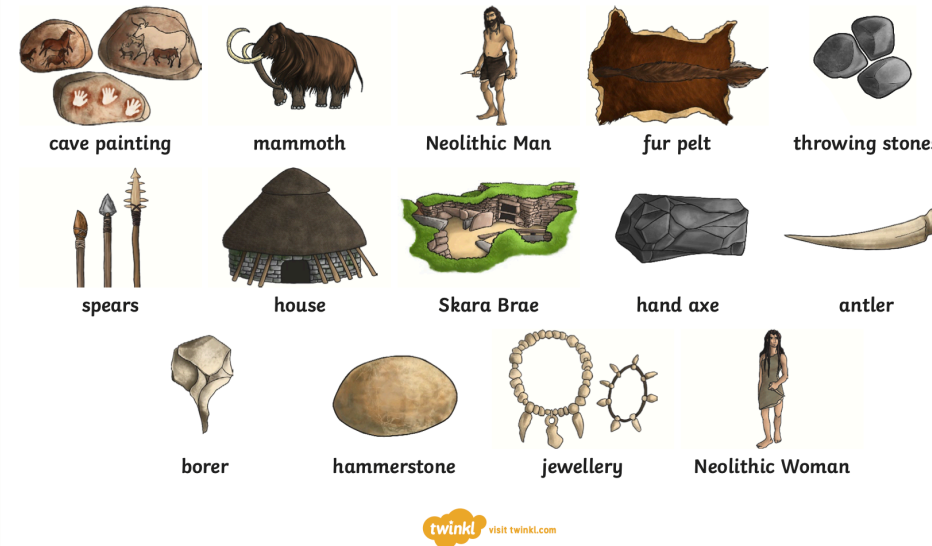 cave painting
mammoth
Neolithic Man
fur pelt
throwing stone
spears
house
Skara Brae
hand axe
antler
borer
hammerstone
jewellery
Neolithic Woman
twinkl visit twinkl.com